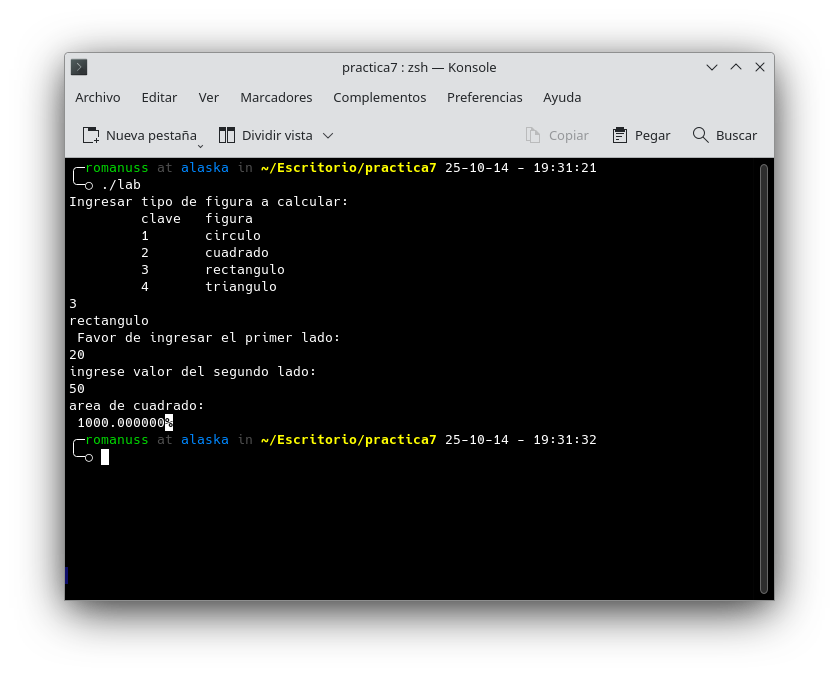 practica7 : zsh — Konsole
Archivo Editar Ver Marcadores Complementos Preferencias Ayuda
Nueva pestaña Dividir vista Copiar Pegar Buscar
romanuss at alaska in ~/Escritorio/practica7 25-10-14 - 19:31:21
./lab
Ingresar tipo de figura a calcular:
clave figura
1 circulo
2 cuadrado
3 rectangulo
4 triangulo
3
rectangulo
Favor de ingresar el primer lado:
20
ingrese valor del segundo lado:
50
area de cuadrado:
1000.000000%
romanuss at alaska in ~/Escritorio/practica7 25-10-14 - 19:31:32